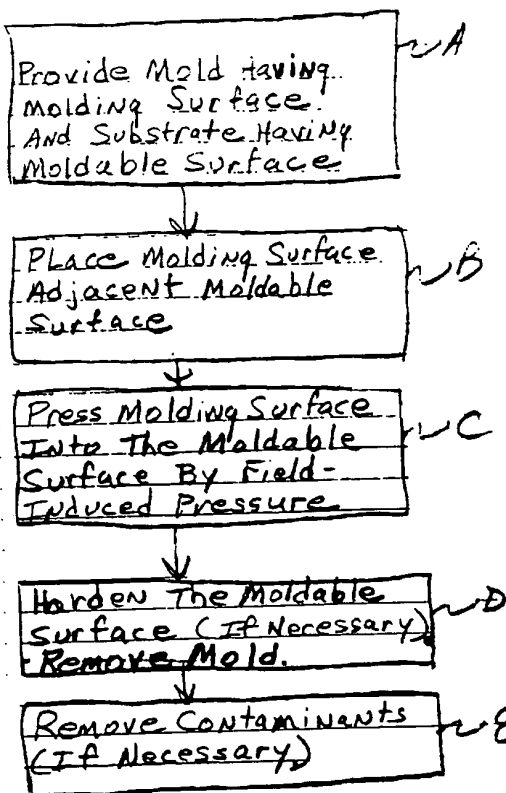 A
Provide Mold Having
Molding Surface
And Substrate Having
Moldable Surface
Place Molding Surface
Adjacent Moldable
Surface
B
Press Molding Surface
Into The Moldable
Surface By Field-
Induced Pressure
C
Harden The Moldable
Surface (If Necessary).
Remove Mold.
D
Remove Contaminants
(If Necessary)
E